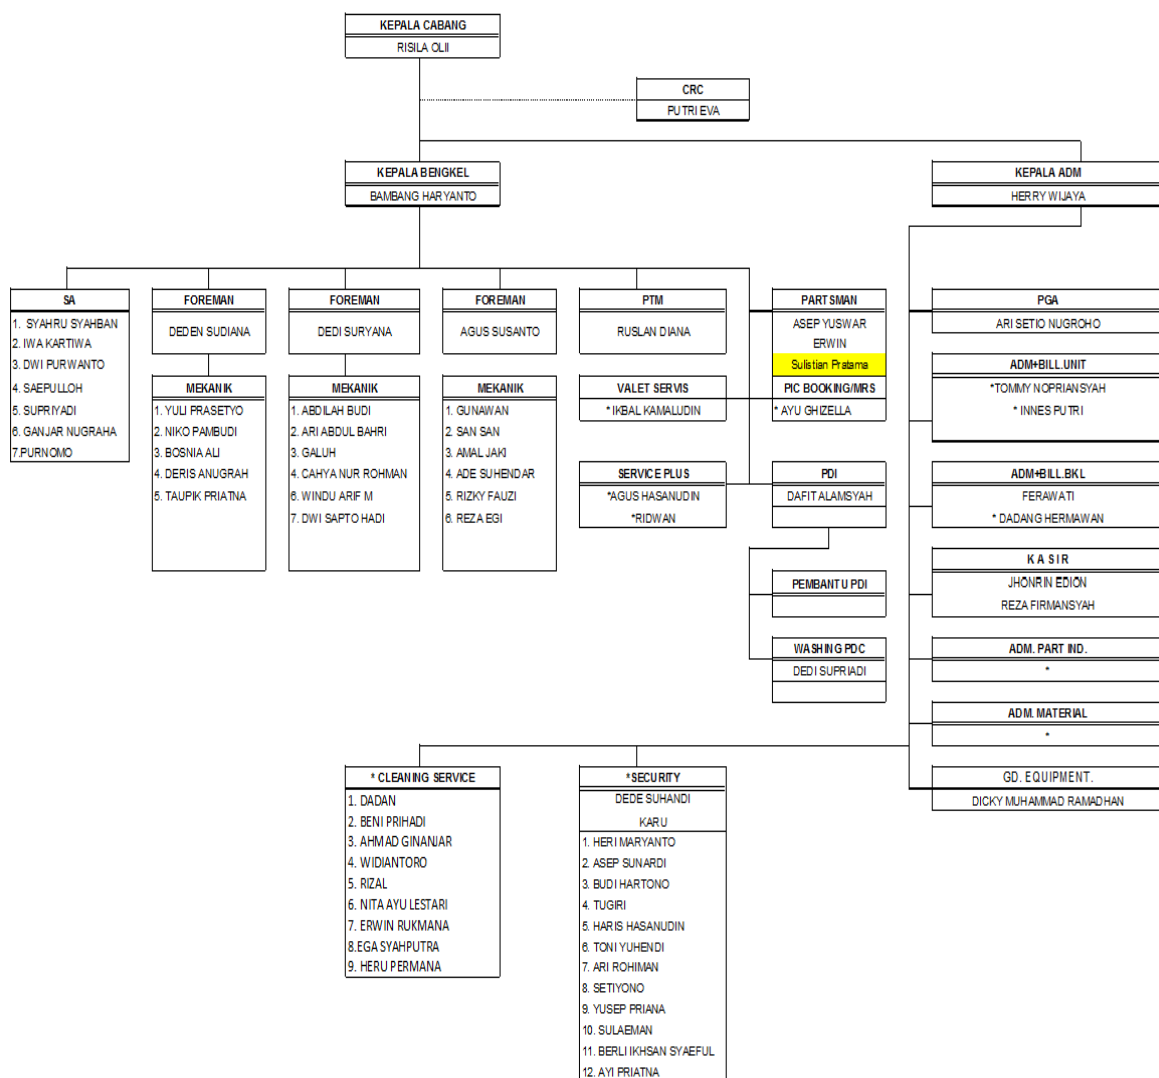 KEPALA CABANG
RISILA OLII
CRC
PUTRI EVA
KEPALA BENGKEL
BAMBANG HARYANTO
KEPALA ADM
HERRY WIJAYA
SA
1. SYAHRU SYAHBAN
2. IWA KARTIWA
3. DWI PURWANTO
4. SAEPULLOH
5. SUPRIYADI
6. GANJAR NUGRAHA
7.PURNOMO
FOREMAN
DEDEN SUDIANA
MEKANIK
1. YULI PRASETYO
2. NIKO PAMBUDI
3. BOSNIA ALI
4. DERIS ANUGRAH
5. TAUPIK PRIATNA
FOREMAN
DEDI SURYANA
MEKANIK
1. ABDILAH BUDI
2. ARI ABDUL BAHRI
3. GALUH
4. CAHYA NUR ROHMAN
6. WINDU ARIF M
7. DWI SAPTO HADI
FOREMAN
AGUS SUSANTO
MEKANIK
1. GUNAWAN
2. SAN SAN
3. AMAL JAKI
4. ADE SUHENDAR
5. RIZKY FAUZI
6. REZA EGI
PTM
RUSLAN DIANA
VALET SERVIS
* IKBAL KAMALUDIN
SERVICE PLUS
*AGUS HASANUDIN
*RIDWAN
PARTSMAN
ASEP YUSWAR
ERWIN
Sulistian Pratama
PIC BOOKING/MRS
* AYU GHIZELLA
PDI
DAFIT ALAMSYAH
PEMBANTU PDI
WASHING PDC
DEDI SUPRIADI
PGA
ARI SETIO NUGROHO
ADM+BILL.UNIT
*TOMMY NOPRIANSYAH
* INNES PUTRI
ADM+BILL.BKL
FERAWATI
* DADANG HERMAWAN
K A S I R
JHONRIN EDION
REZA FIRMANSYAH
ADM. PART IND.
*
ADM. MATERIAL
*
GD. EQUIPMENT.
DICKY MUHAMMAD RAMADHAN
* CLEANING SERVICE
1. DADAN
2. BENI PRIHADI
3. AHMAD GINANJAR
4. WIDIANTORO
5. RIZAL
6. NITA AYU LESTARI
7. ERWIN RUKMANA
8.EGA SYAHPUTRA
9. HERU PERMANA
*SECURITY
DEDE SUHANDI
KARU
1. HERI MARYANTO
2. ASEP SUNARDI
3. BUDI HARTONO
4. TUGIRI
5. HARIS HASANUDIN
6. TONI YUHENDI
7. ARI ROHIMAN
8. SETIYONO
9. YUSEP PRIANA
10. SULAEMAN
11. BERLI IKHSAN SYAEFUL
12. AYI PRIATNA